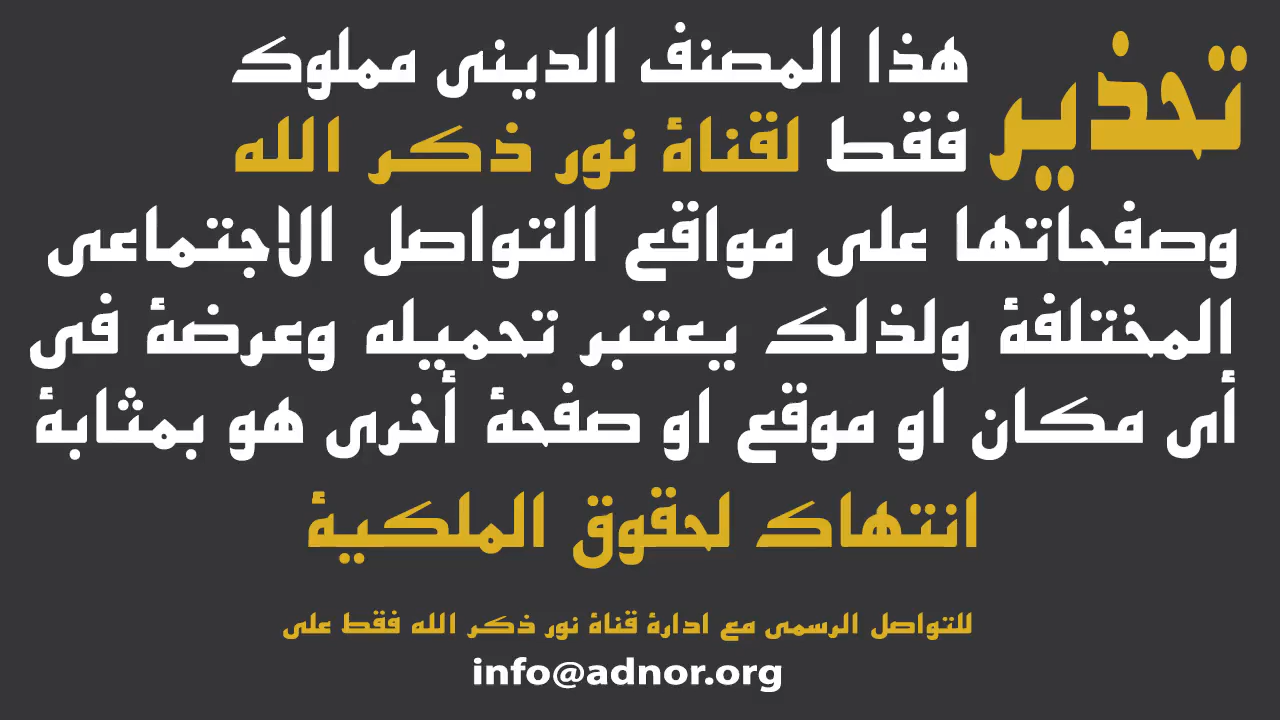 تحذير
هذا المصنف الدينى مملوك
فقط لقناة نور ذكر الله
وصفحاتها على مواقع التواصل الاجتماعى
المختلفة ولذلك يعتبر تحميله وعرضة فى
أى مكان او موقع او صفحة أخرى هو بمثابة
انتهاك لحقوق الملكية
للتواصل الرسمى مع ادارة قناة نور ذكر الله فقط على
info@adnor.org